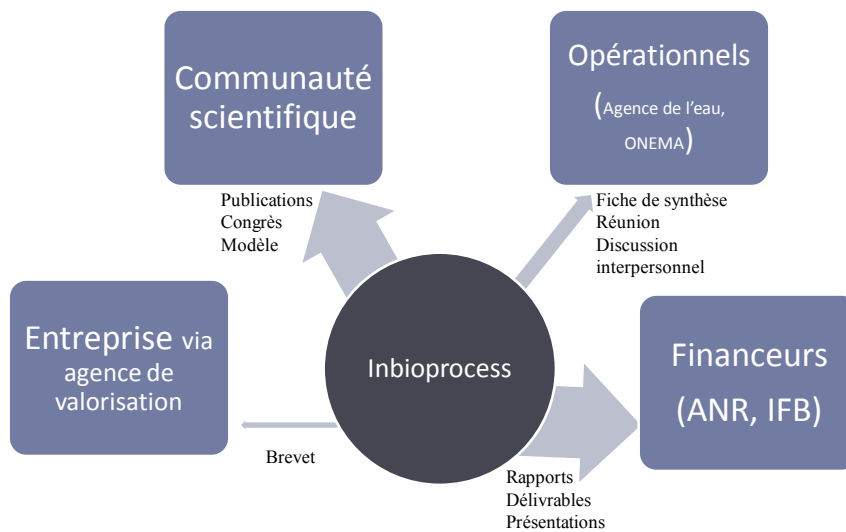 Communauté
scientifique
Opérationnels
(Agence de l'eau,
ONEMA)
Publications
Congrès
Modèle
Fiche de synthèse
Réunion
Discussion
interpersonnel
Entreprise via
agence de
valorisation
Inbioprocess
Financeurs
(ANR, IFB)
Brevet
Rapports
Délivrables
Présentations